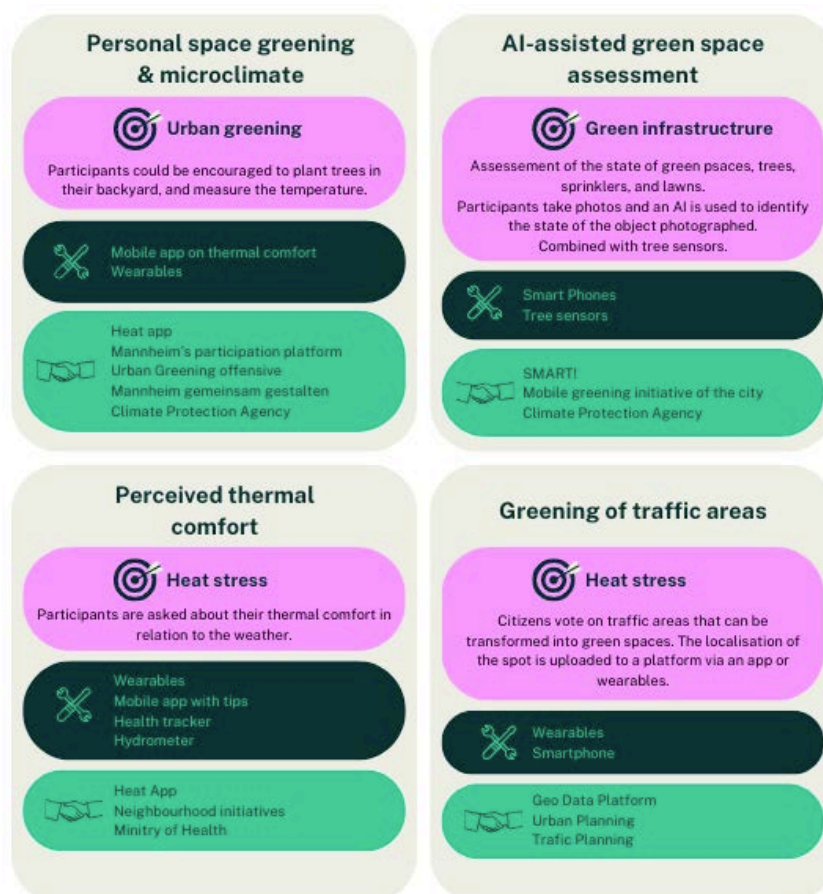 Personal space greening
& microclimate
Urban greening
Participants could be encouraged to plant trees in
their backyard, and measure the temperature.
Mobile app on thermal comfort
Wearables
Heat app
Mannheim's participation platform
Urban Greening offensive
Mannheim gemeinsam gestalten
Climate Protection Agency
AI-assisted green space
assessment
Green infrastructrure
Assessement of the state of green psaces, trees,
sprinklers, and lawns.
Participants take photos and an AI is used to identify
the state of the object photographed.
Combined with tree sensors.
Smart Phones
Tree sensors
SMART!
Mobile greening initiative of the city
Climate Protection Agency
Perceived thermal
comfort
Heat stress
Participants are asked about their thermal comfort in
relation to the weather.
Wearables
Mobile app with tips
Health tracker
Hydrometer
Heat App
Neighbourhood initiatives
Minitry of Health
Greening of traffic areas
Heat stress
Citizens vote on traffic areas that can be
transformed into green spaces. The localisation of
the spot is uploaded to a platform via an app or
wearables.
Wearables
Smartphone
Geo Data Platform
Urban Planning
Trafic Planning